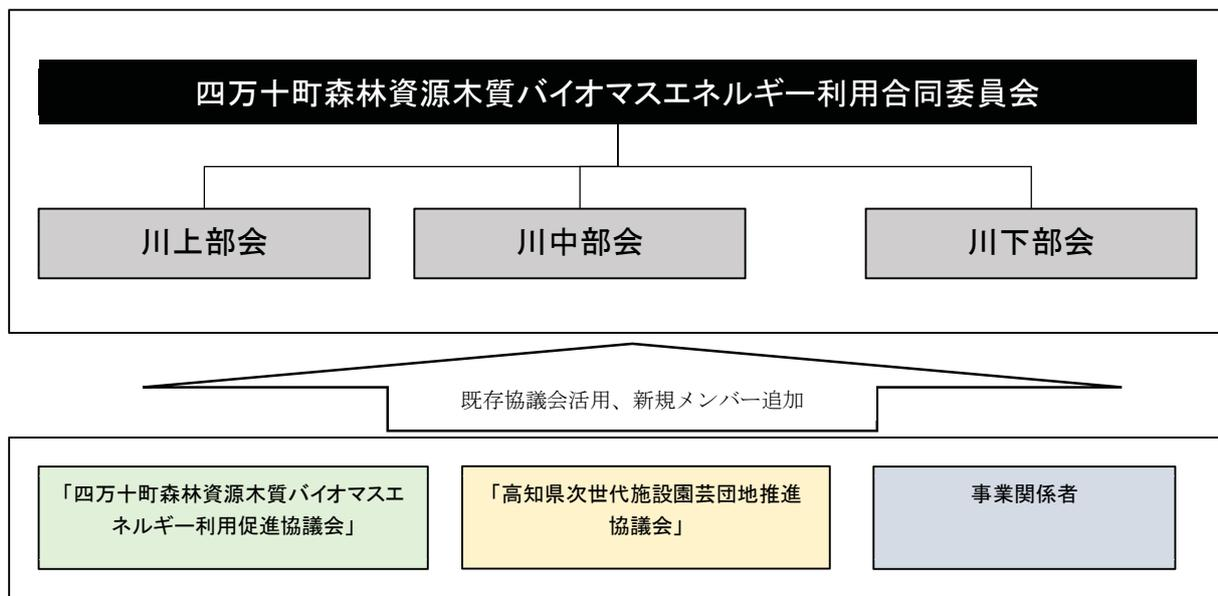 四万十町森林資源木質バイオマスエネルギー利用合同委員会
川上部会
川中部会
川下部会
既存協議会活用、新規メンバー追加
「四万十町森林資源木質バイオマスエ
ネルギー利用促進協議会」
「高知県次世代施設園芸団地推進
協議会」
事業関係者